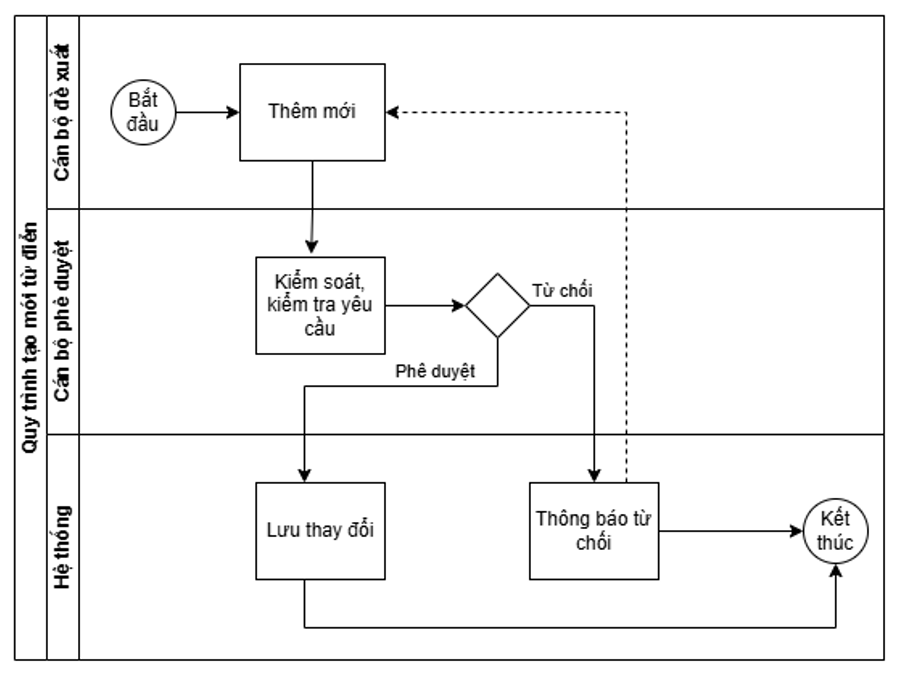 Quy trình tạo mới từ điển
Cán bộ đề xuất
Bắt
đầu
Thêm mới
Cán bộ phê duyệt
Kiểm soát,
kiểm tra yêu
cầu
Từ chối
Phê duyệt
Hệ thống
Lưu thay đổi
Thông báo từ
chối
Kết
thúc